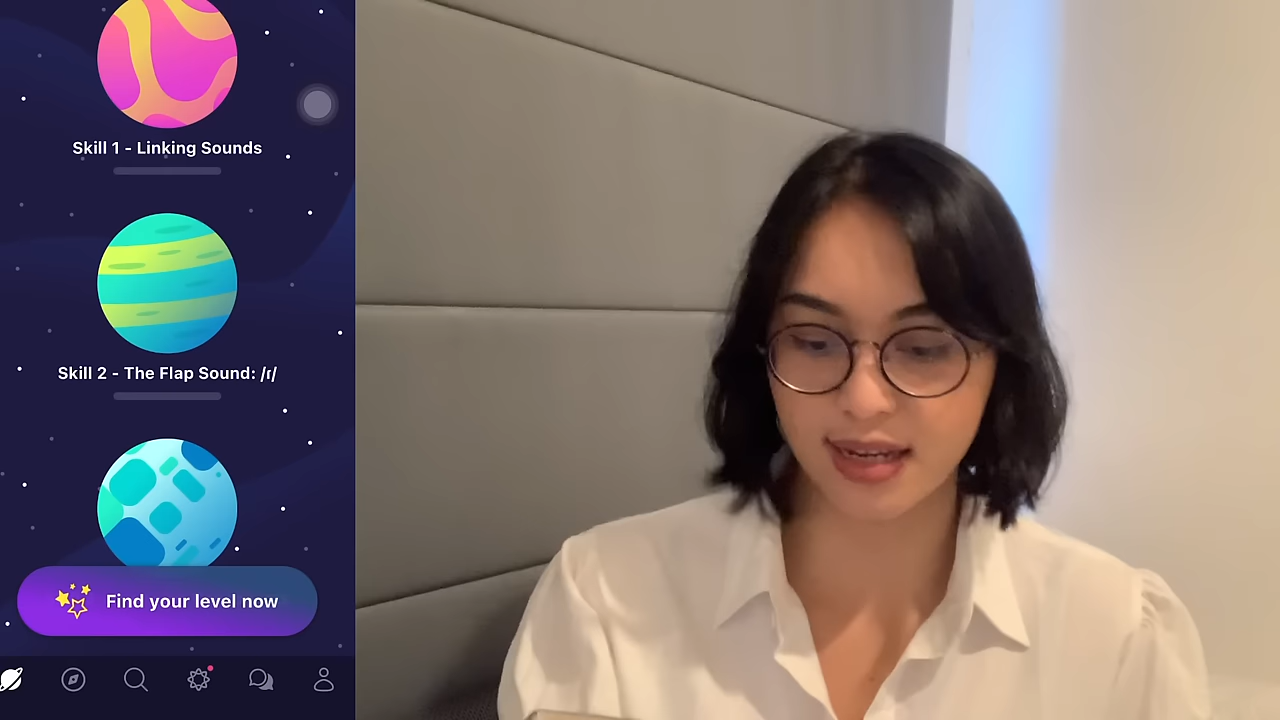 Skill 1 - Linking Sounds
Skill 2 - The Flap Sound: /ɾ/
Find your level now